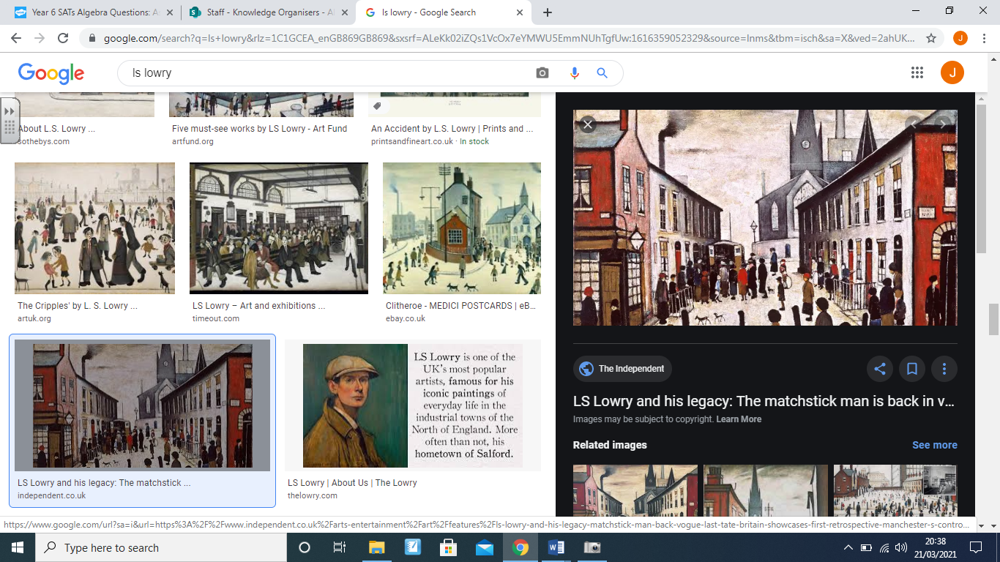 Year 6 SATs Algebra Questions: A
Staff - Knowledge Organisers - A
ls lowry - Google Search
google.com/search?q=ls+lowry&rlz=1C1GCEA_enGB869GB869&sxsrf=ALeKk02iZQs1VcOx7eYMWU5EmmNUhTgfUw:1616359052329&source=lnms&tbm=isch&sa=X&ved=2ahUK...
J
Google
ls lowry
J
About L.S. Lowry ...
sothebys.com
Five must-see works by LS Lowry - Art Fund
artfund.org
An Accident by L.S. Lowry | Prints and ...
printsandfineart.co.uk · In stock
The Cripples' by L. S. Lowry ...
artuk.org
LS Lowry – Art and exhibitions ...
timeout.com
Clitheroe - MEDICI POSTCARDS | eB...
ebay.co.uk
LS Lowry and his legacy: The matchstick ...
independent.co.uk
LS Lowry is one of the
UK's most popular
artists, famous for his
iconic paintings of
everyday life in the
industrial towns of the
North of England. More
often than not, his
hometown of Salford.
LS Lowry | About Us | The Lowry
thelowry.com
The Independent
LS Lowry and his legacy: The matchstick man is back in v...
Images may be subject to copyright. Learn More
Related images
See more
https://www.google.com/url?sa=i&url=https%3A%2F%2Fwww.independent.co.uk%2Farts-entertainment%2Fart%2Ffeatures%2Fls-lowry-and-his-legacy-matchstick-man-back-vogue-last-tate-britain-showcases-first-retrospective-manchester-s-contro...
Type here to search
20:38
21/03/2021